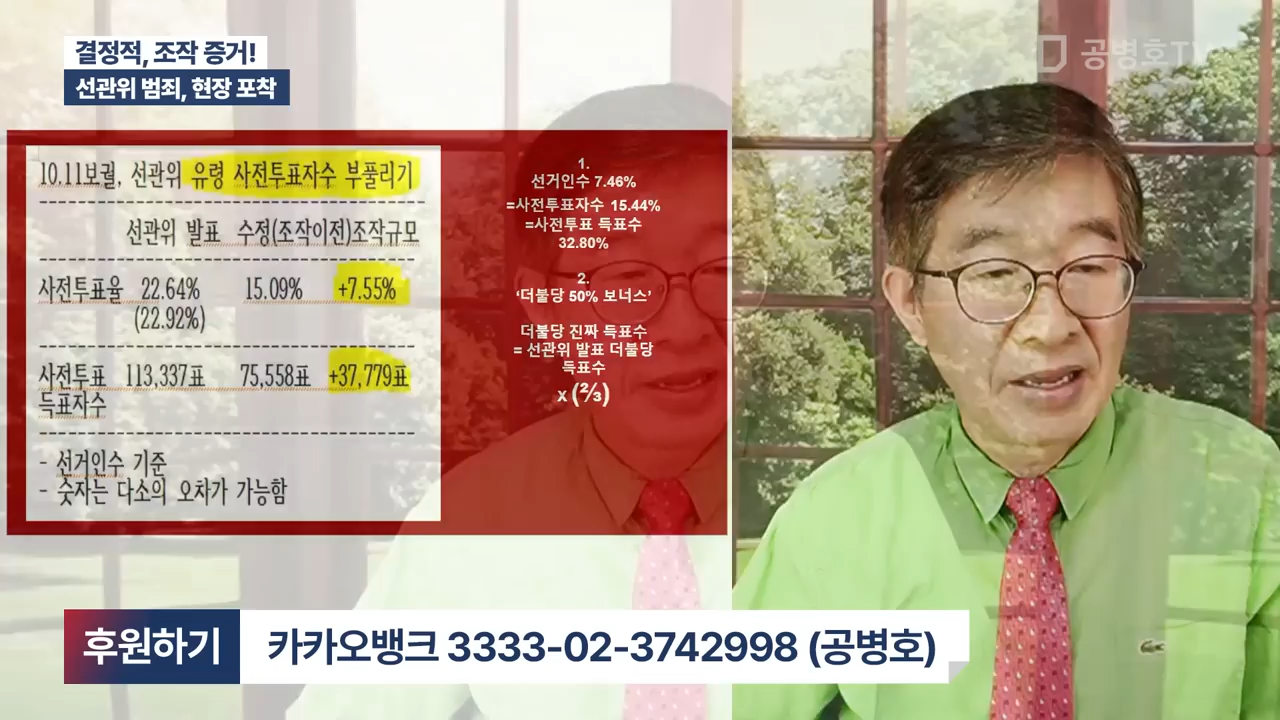 결정적, 조작 증거!
선관위 범죄, 현장 포착
공병호TV
10.11보궐, 선관위 유령 사전투표자수 부풀리기
선관위 발표 수정(조작이전)조작규모
사전투표율 22.64% 15.09% +7.55%
(22.92%)
사전투표 113,337표 75,558표 +37,779표
득표자수
- 선거인수 기준
- 숫자는 다소의 오차가 가능함
1.
선거인수 7.46%
=사전투표자수 15.44%
=사전투표 득표수
32.80%
2.
‘더불당 50% 보너스’
더불당 진짜 득표수
= 선관위 발표 더불당
득표수
x (⅔)
후원하기 카카오뱅크 3333-02-3742998 (공병호)